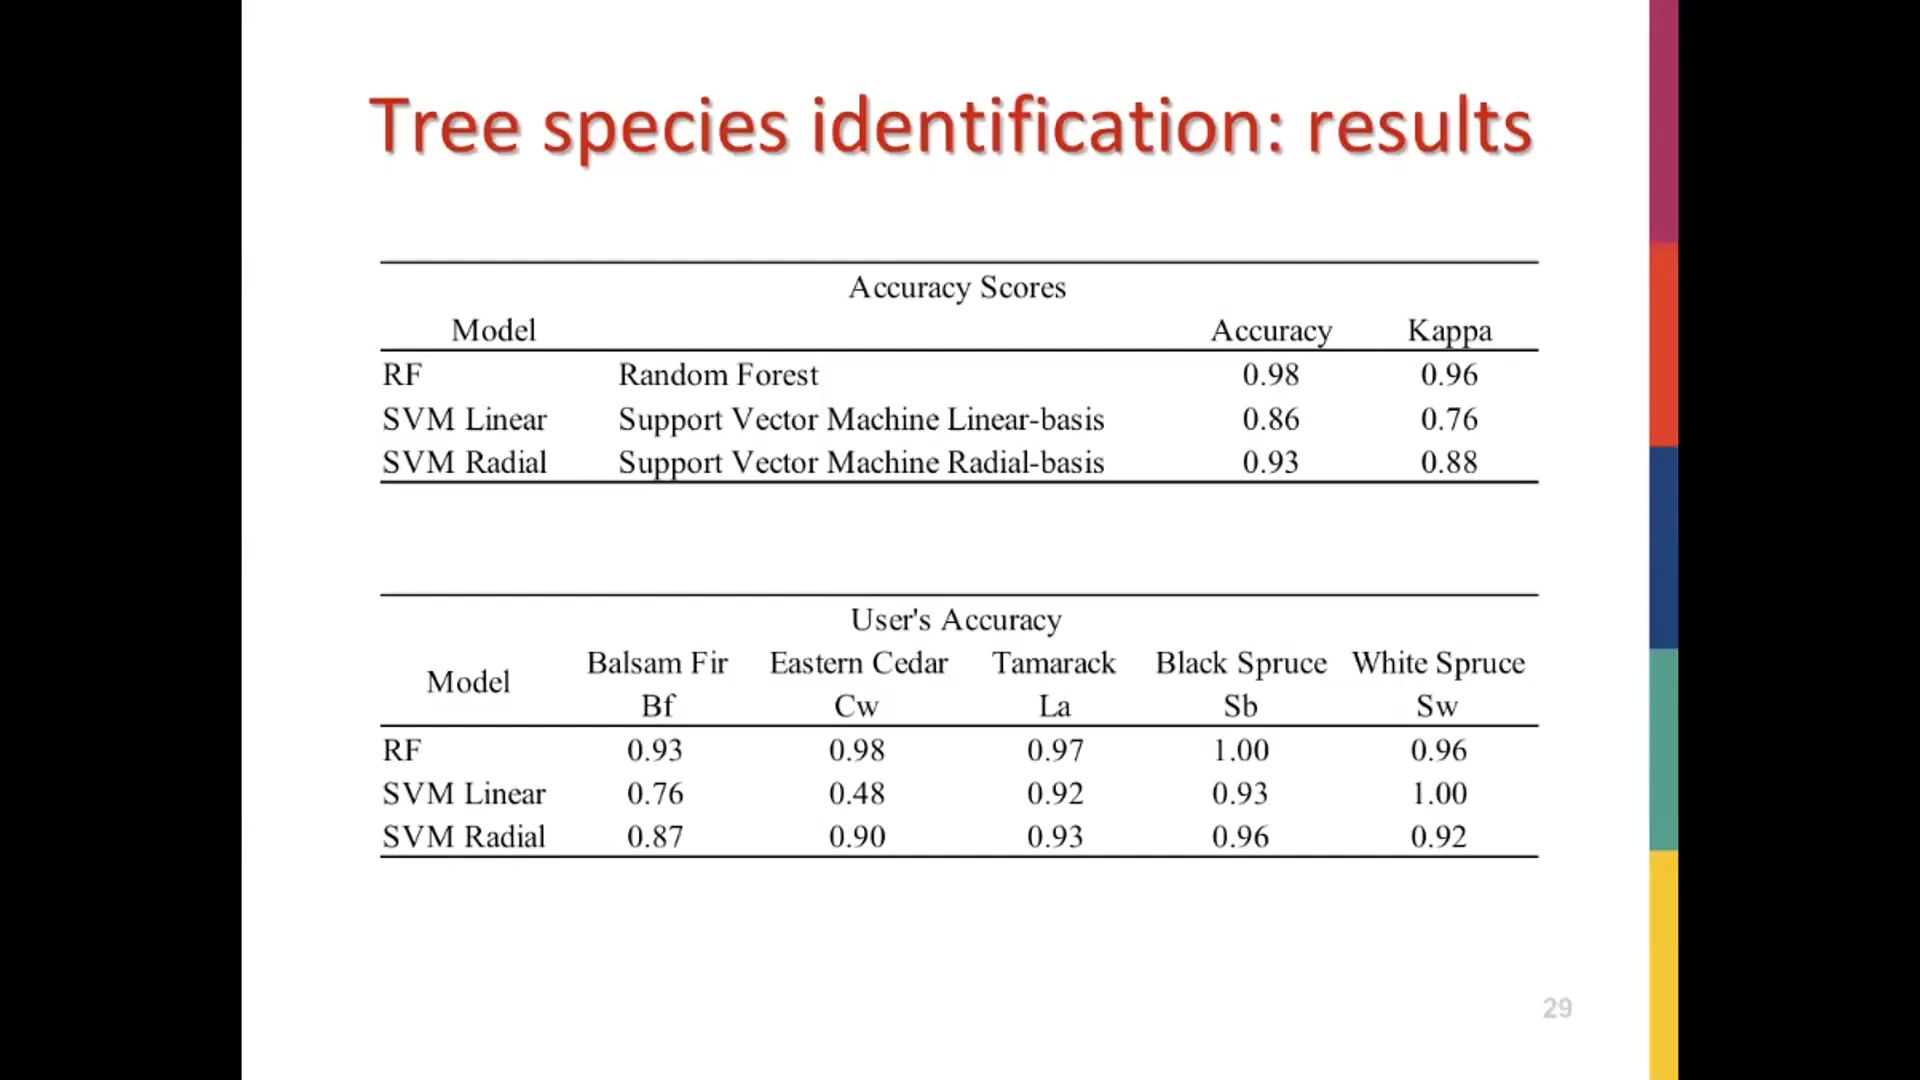 Tree species identification: results
Accuracy Scores
Model Accuracy Kappa
RF Random Forest 0.98 0.96
SVM Linear Support Vector Machine Linear-basis 0.86 0.76
SVM Radial Support Vector Machine Radial-basis 0.93 0.88
User's Accuracy
Model Balsam Fir Eastern Cedar Tamarack Black Spruce White Spruce
Bf Cw La Sb Sw
RF 0.93 0.98 0.97 1.00 0.96
SVM Linear 0.76 0.48 0.92 0.93 1.00
SVM Radial 0.87 0.90 0.93 0.96 0.92
29